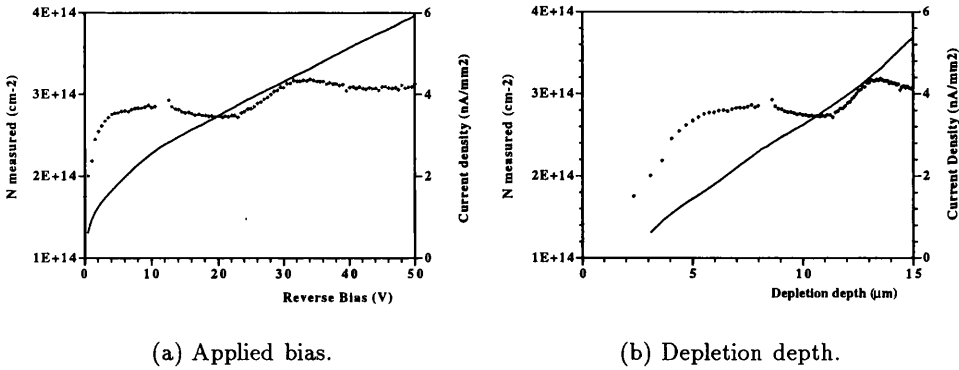 4E+14
3E+14
2E+14
1E+14
N measured (cm-2)
6
4
2
0
Current density (nA/mm2)
0 10 20 30 40 50
Reverse Bias (V)
(a) Applied bias.
4E+14
3E+14
2E+14
1E+14
N measured (cm-2)
6
4
2
0
Current Density (nA/mm2)
0 5 10 15
Depletion depth (µm)
(b) Depletion depth.